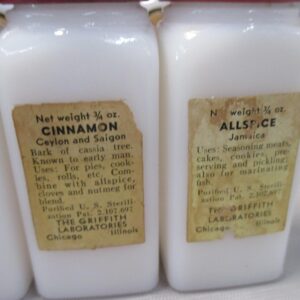 Net weight ¾ oz.
CINNAMON
Ceylon and Saigon
Bark of cassia tree.
Known to early man.
Uses: For pies, cook-
ies, rolls, etc. Com-
bine with allspice,
cloves and nutmeg for
blend.
Purified U. S. Sterili-
zation Pat. 2,107,697
THE GRIFFITH
LABORATORIES
Chicago Illinois
N weight ¾ oz.
ALLSPICE
Jamaica
Uses: Seasoning meats,
cakes, cookies, pre-
serving and pickling;
also for marinating
fish.
Purified U. S. Sterili-
zation Pat. 2,107,697
THE GRIFFITH
LABORATORIES
Chicago Illinois